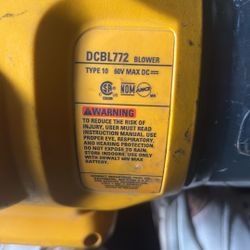 DCBL772 BLOWER
TYPE 10 60V MAX DC
NOM
WARNING
TO REDUCE THE RISK OF
INJURY, USER MUST READ
INSTRUCTION MANUAL. USE
PROPER EYE, RESPIRATORY
AND HEARING PROTECTION.
DO NOT EXPOSE TO RAIN.
STORE INDOORS. USE ONLY
WITH DEWALT 60V MAX
BATTERY.